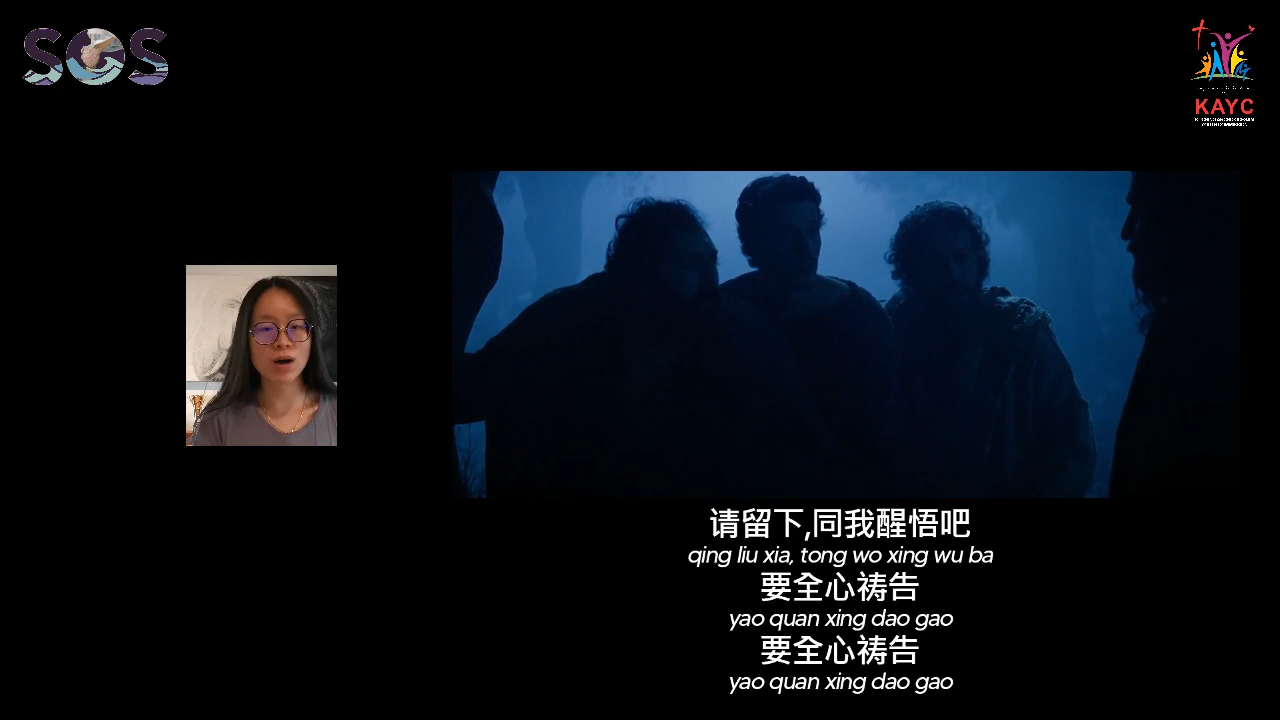 SOS
KAYC
请留下,同我醒悟吧
qing liu xia, tong wo xing wu ba
要全心祷告
yao quan xing dao gao
要全心祷告
yao quan xing dao gao